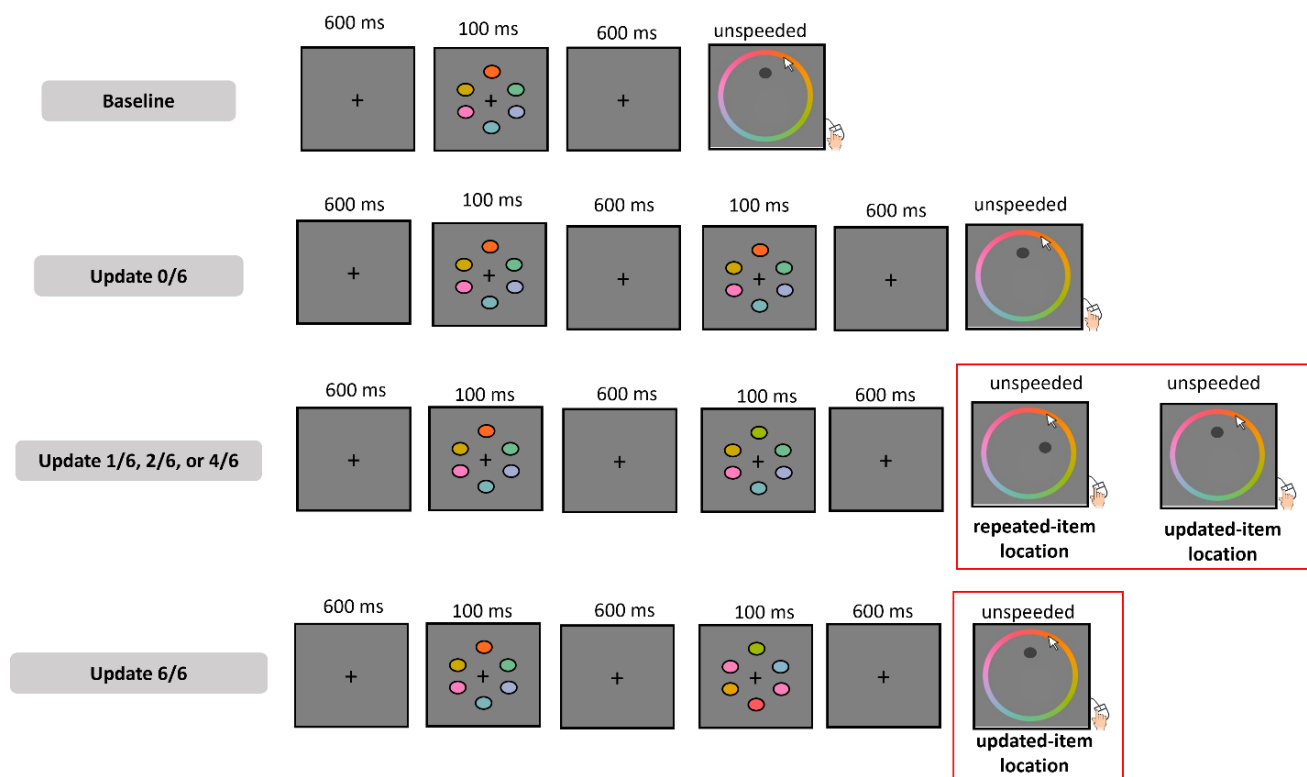 600 ms 100 ms 600 ms unspeeded
Baseline
600 ms 100 ms 600 ms 100 ms 600 ms unspeeded
Update 0/6
600 ms 100 ms 600 ms 100 ms 600 ms unspeeded unspeeded
Update 1/6, 2/6, or 4/6
repeated-item updated-item
location location
600 ms 100 ms 600 ms 100 ms 600 ms unspeeded
Update 6/6
updated-item
location